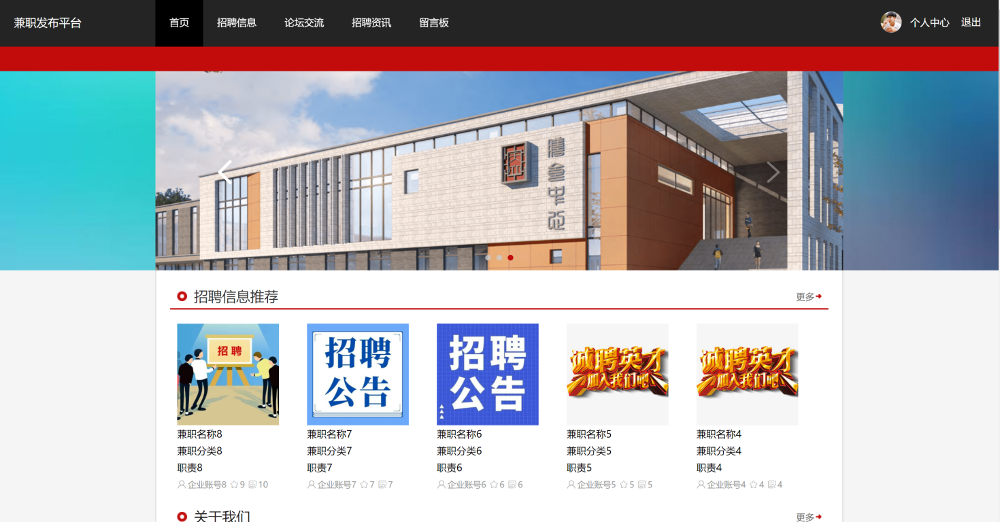 兼职发布平台 首页 招聘信息 论坛交流 招聘资讯 留言板 个人中心 退出
招聘信息推荐 更多
招聘
招聘
公告
招聘
公告
诚聘英才
加入我们吧
诚聘英才
加入我们吧
兼职名称8 兼职名称7 兼职名称6 兼职名称5 兼职名称4
兼职分类8 兼职分类7 兼职分类6 兼职分类5 兼职分类4
职责8 职责7 职责6 职责5 职责4
企业账号8 9 10 企业账号7 7 7 企业账号6 6 6 企业账号5 5 5 企业账号4 4 4
关于我们 更多